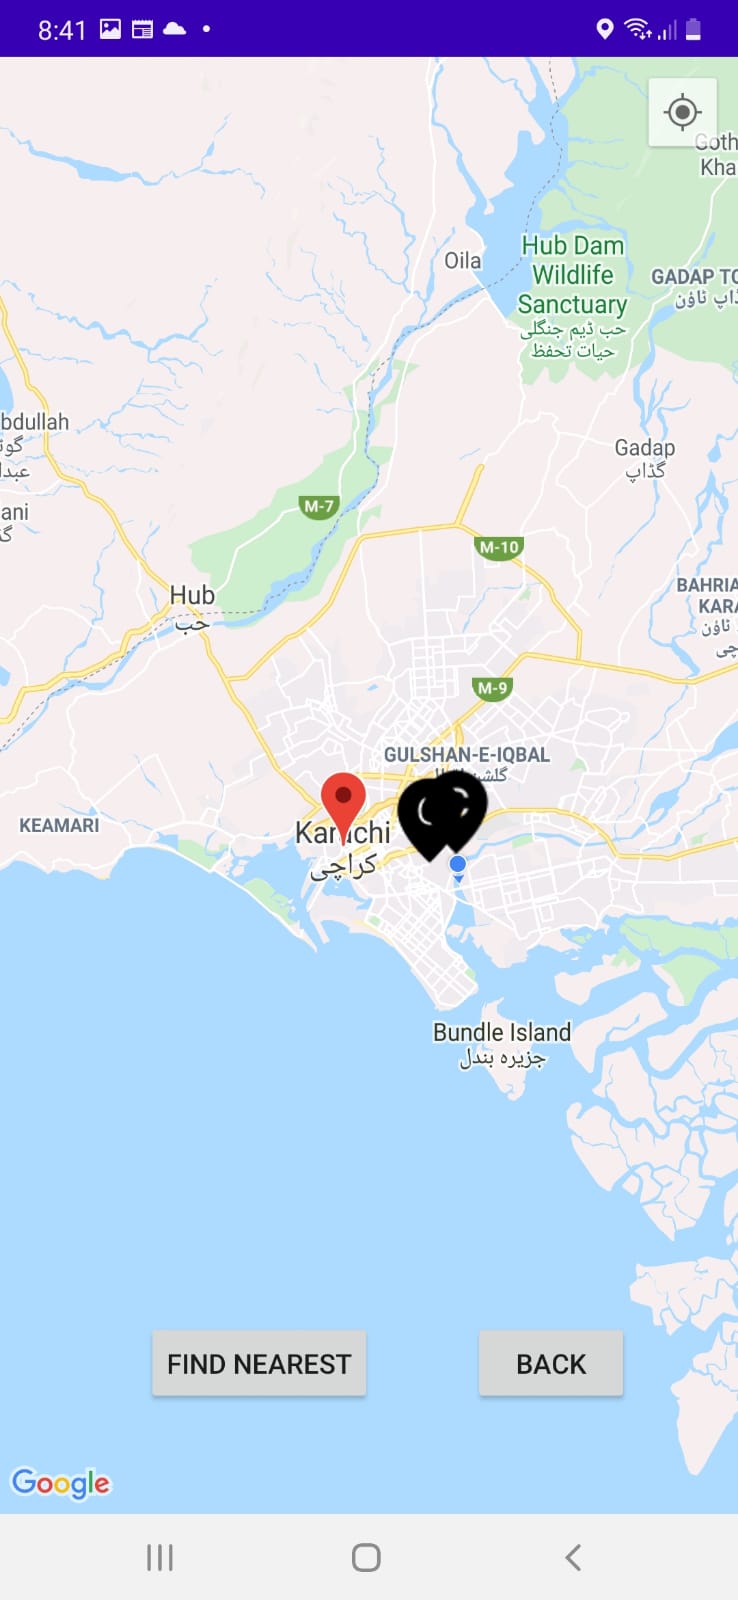 8:41
Goth
Kha
Oila
Hub Dam
Wildlife
Sanctuary
حب ڈیم جنگلی
حیات تحفظ
GADAP TO
ڈاپ ٹاؤن
bdullah
گوٹ
عبدا
Gadap
گڈاپ
ani
M-7
M-10
Hub
حب
BAHRIA
KARA
ٹاؤن
چی
M-9
GULSHAN-E-IQBAL
KEAMARI
Karachi
کراچی
Bundle Island
جزیرہ بندل
FIND NEAREST
BACK
Google